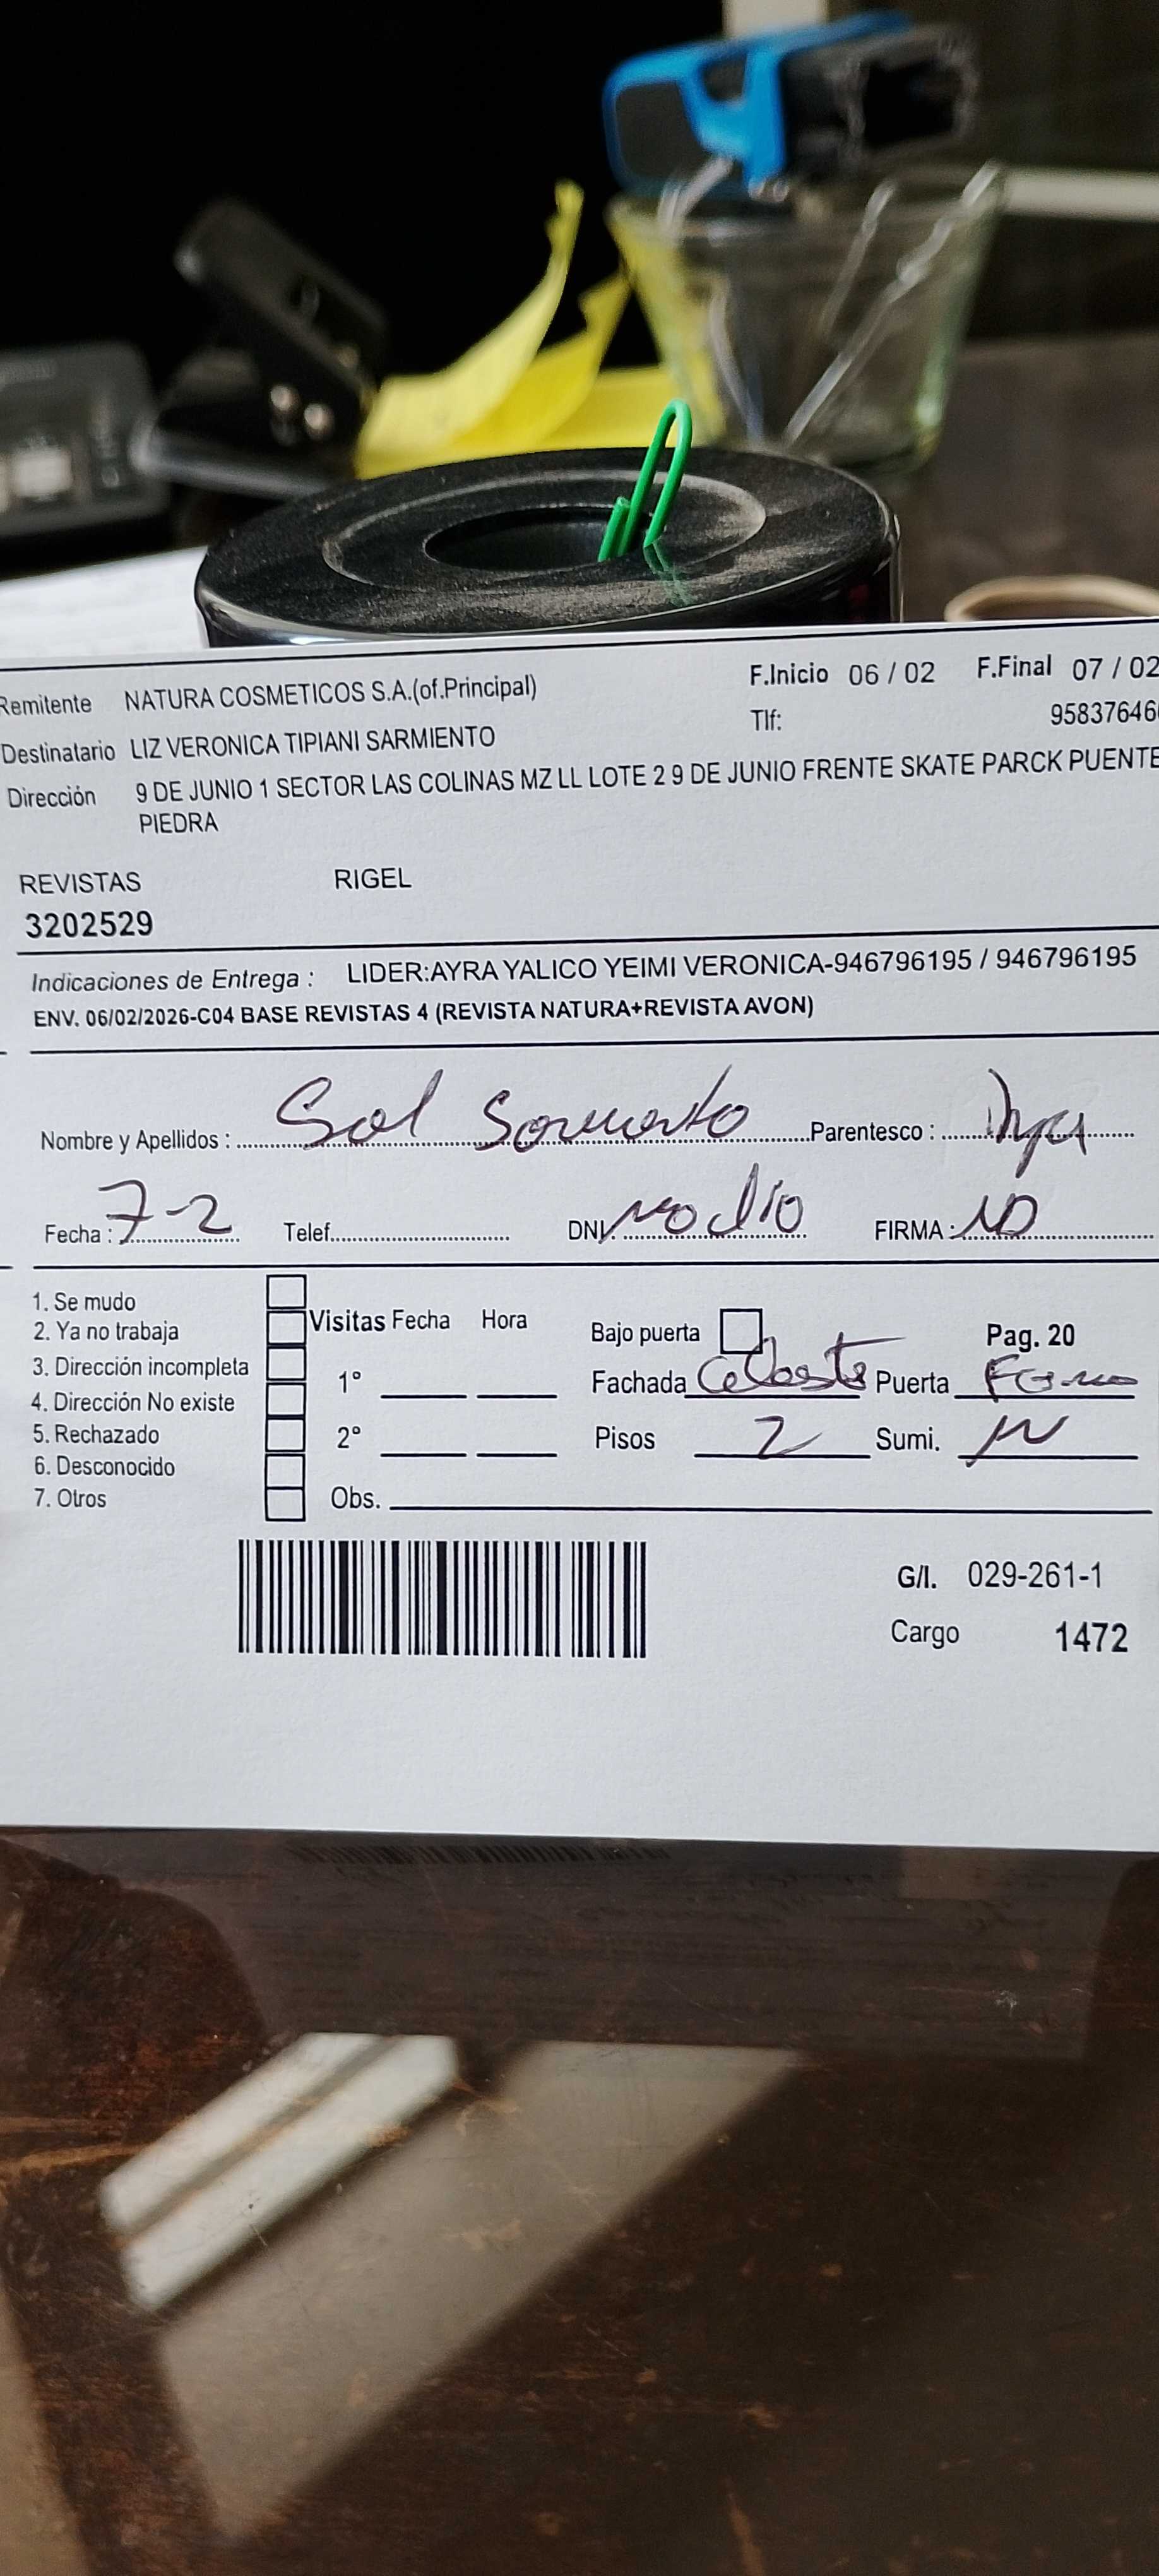 Remitente NATURA COSMETICOS S.A.(of.Principal) F.Inicio 06 / 02 F.Final 07 / 02
Tlf: 95837646
Destinatario LIZ VERONICA TIPIANI SARMIENTO
Dirección 9 DE JUNIO 1 SECTOR LAS COLINAS MZ LL LOTE 2 9 DE JUNIO FRENTE SKATE PARCK PUENTE
PIEDRA
REVISTAS RIGEL
3202529
Indicaciones de Entrega : LIDER:AYRA YALICO YEIMI VERONICA-946796195 / 946796195
ENV. 06/02/2026-C04 BASE REVISTAS 4 (REVISTA NATURA+REVISTA AVON)
Nombre y Apellidos : Sol Parentesco :
Fecha : 7-2 Telef. DNI. no dio FIRMA : ND
1. Se mudo
2. Ya no trabaja
3. Dirección incompleta
4. Dirección No existe
5. Rechazado
6. Desconocido
7. Otros
Visitas Fecha Hora
1°
2°
Obs.
Bajo puerta Pag. 20
Fachada Celeste Puerta
Pisos 2 Sumi.
G/I. 029-261-1
Cargo 1472